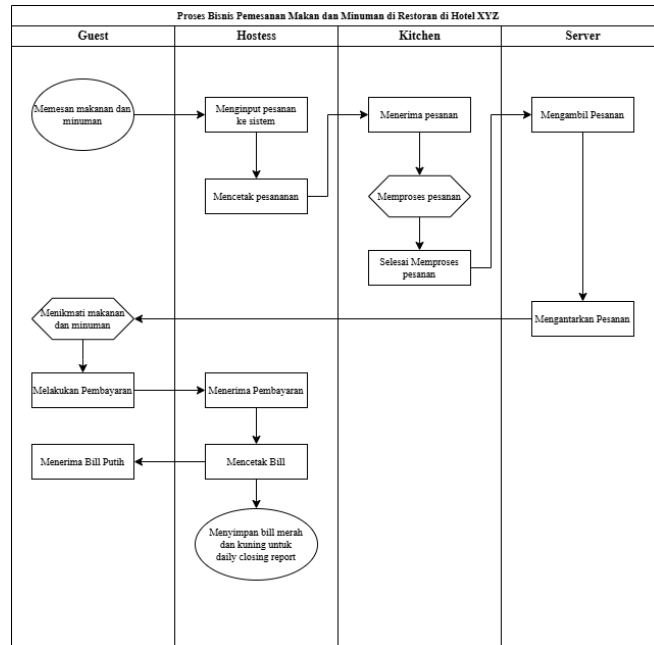 Proses Bisnis Pemesanan Makan dan Minuman di Restoran di Hotel XYZ
Guest
Hostess
Kitchen
Server
Memesan makanan dan
minuman
Menginput pesanan
ke sistem
Menerima pesanan
Mengambil Pesanan
Mencetak pesananan
Memproses pesanan
Selesai Memproses
pesanan
Menikmati makanan
dan minuman
Mengantarkan Pesanan
Melakukan Pembayaran
Menerima Pembayaran
Menerima Bill Putih
Mencetak Bill
Menyimpan bill merah
dan kuning untuk
daily closing report